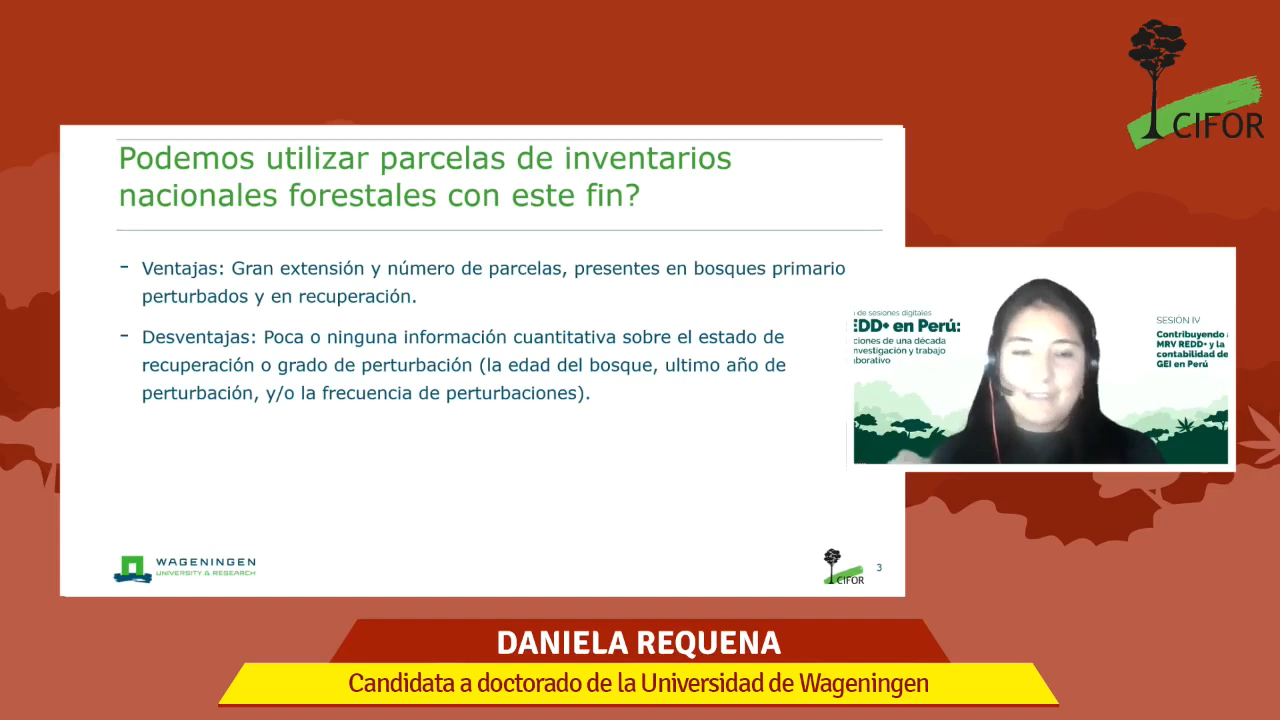 CIFOR
Podemos utilizar parcelas de inventarios
nacionales forestales con este fin?
- Ventajas: Gran extensión y número de parcelas, presentes en bosques primario
perturbados y en recuperación.
- Desventajas: Poca o ninguna información cuantitativa sobre el estado de
recuperación o grado de perturbación (la edad del bosque, ultimo año de
perturbación, y/o la frecuencia de perturbaciones).
WAGENINGEN
UNIVERSITY & RESEARCH
CIFOR
3
n de sesiones digitales
EDD+ en Perú:
ciones de una década
nvestigación y trabajo
aborativo
SESIÓN IV
Contribuyendo a
MRV REDD+ y la
contabilidad de
GEI en Perú
DANIELA REQUENA
Candidata a doctorado de la Universidad de Wageningen